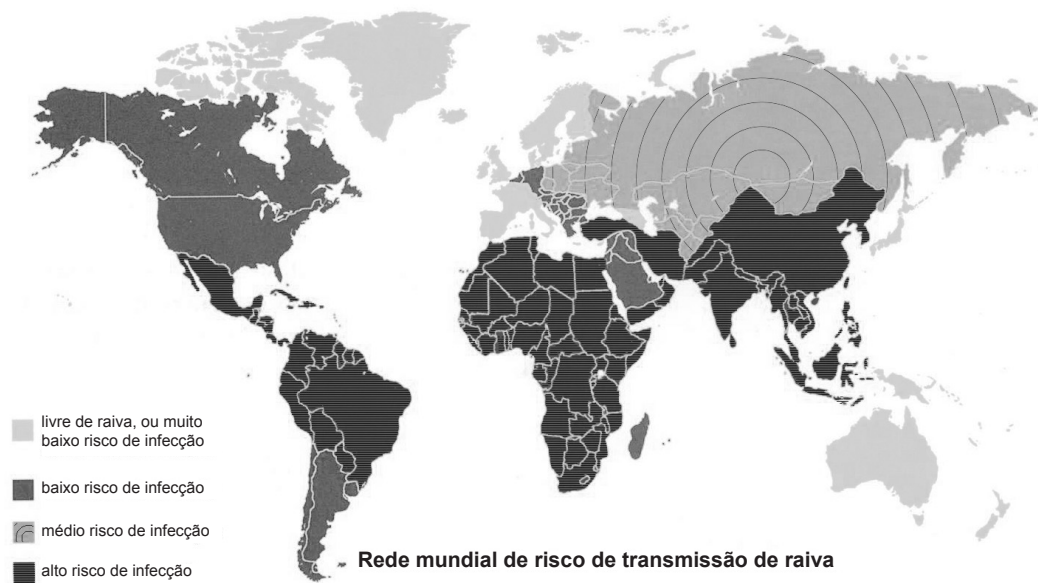 livre de raiva, ou muito
baixo risco de infecção
baixo risco de infecção
médio risco de infecção
alto risco de infecção
Rede mundial de risco de transmissão de raiva